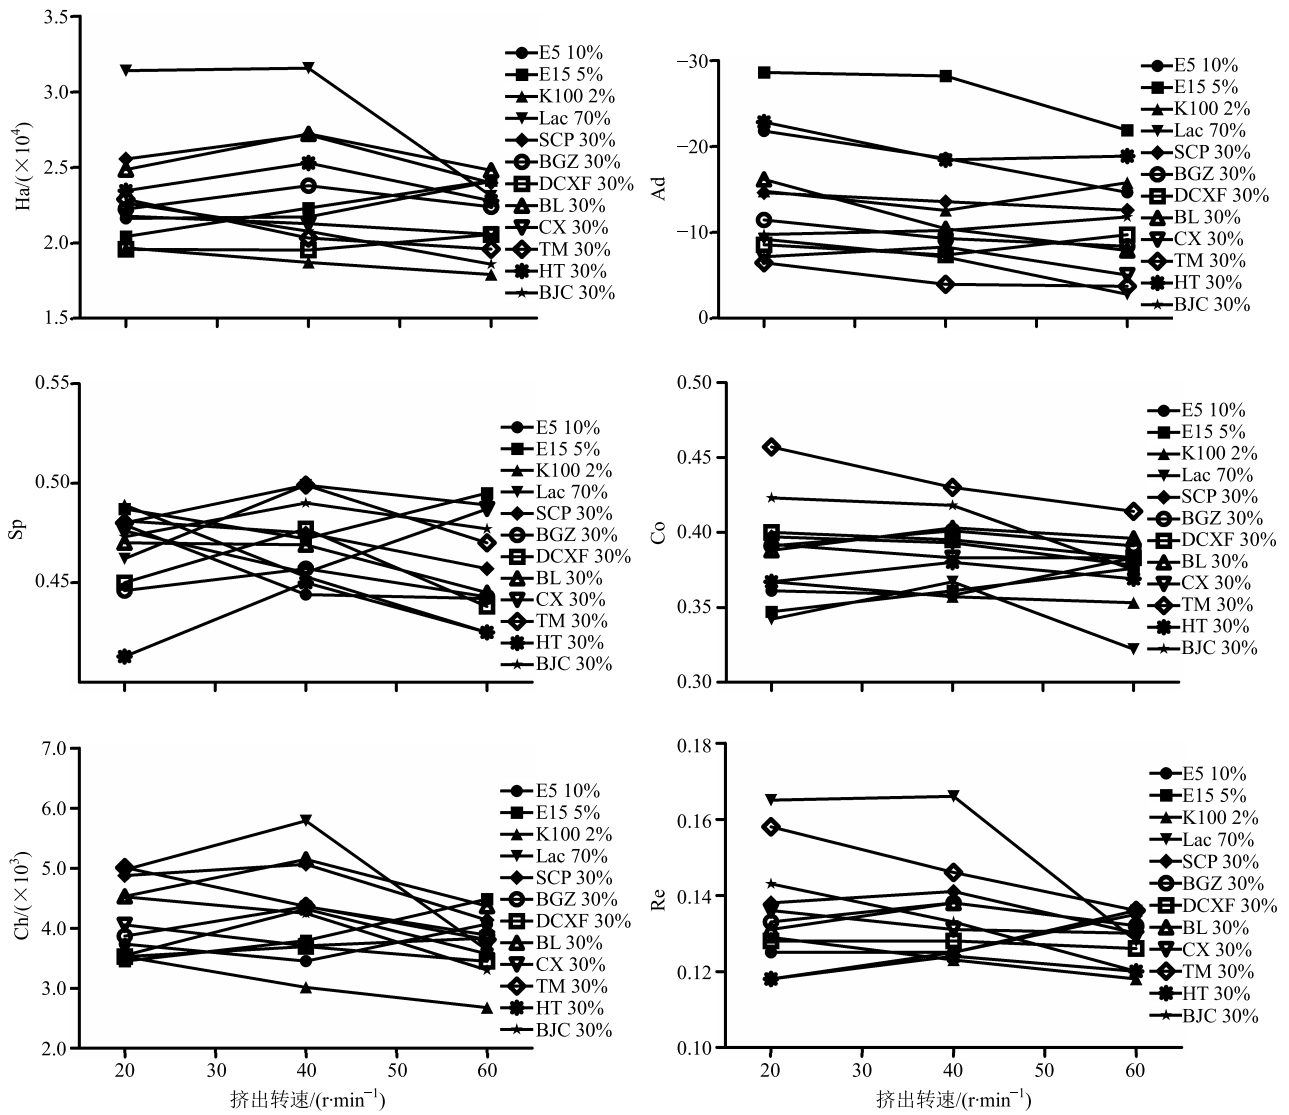 3.5
3.0
2.5
2.0
1.5
Ha/(×10⁴)
E5 10%
E15 5%
K100 2%
Lac 70%
SCP 30%
BGZ 30%
DCXF 30%
BL 30%
CX 30%
TM 30%
HT 30%
BJC 30%
−30
−20
−10
0
Ad
E5 10%
E15 5%
K100 2%
Lac 70%
SCP 30%
BGZ 30%
DCXF 30%
BL 30%
CX 30%
TM 30%
HT 30%
BJC 30%
0.55
0.50
0.45
Sp
E5 10%
E15 5%
K100 2%
Lac 70%
SCP 30%
BGZ 30%
DCXF 30%
BL 30%
CX 30%
TM 30%
HT 30%
BJC 30%
0.50
0.45
0.40
0.35
0.30
Co
E5 10%
E15 5%
K100 2%
Lac 70%
SCP 30%
BGZ 30%
DCXF 30%
BL 30%
CX 30%
TM 30%
HT 30%
BJC 30%
7.0
6.0
5.0
4.0
3.0
2.0
Ch/(×10³)
E5 10%
E15 5%
K100 2%
Lac 70%
SCP 30%
BGZ 30%
DCXF 30%
BL 30%
CX 30%
TM 30%
HT 30%
BJC 30%
20 30 40 50 60
挤出转速/(r·min⁻¹)
0.18
0.16
0.14
0.12
0.10
Re
E5 10%
E15 5%
K100 2%
Lac 70%
SCP 30%
BGZ 30%
DCXF 30%
BL 30%
CX 30%
TM 30%
HT 30%
BJC 30%
20 30 40 50 60
挤出转速/(r·min⁻¹)